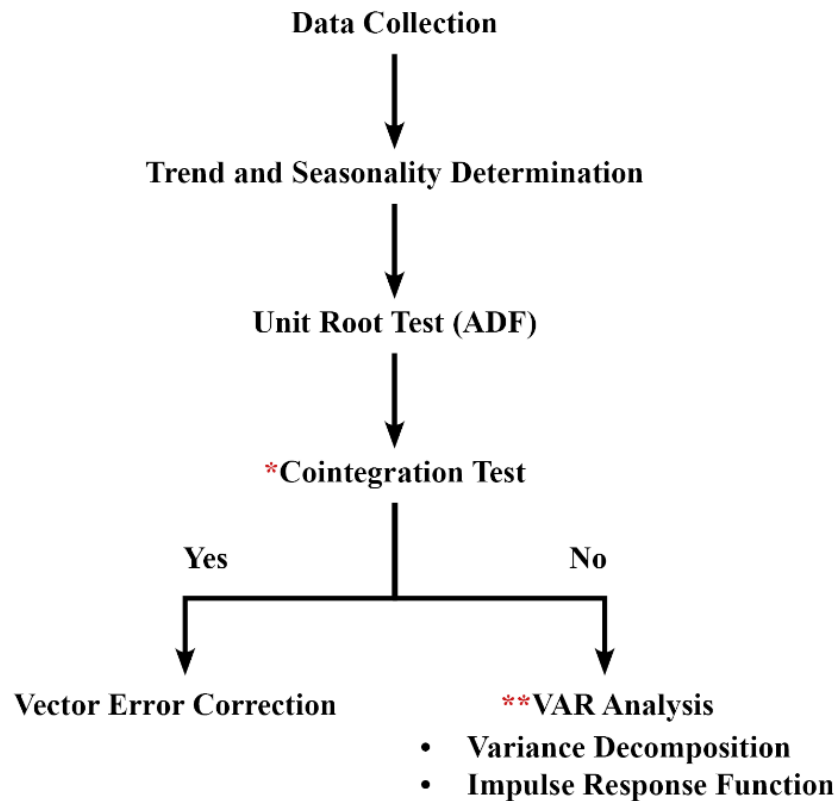 Data Collection
Trend and Seasonality Determination
Unit Root Test (ADF)
*Cointegration Test
Yes
No
Vector Error Correction
**VAR Analysis
• Variance Decomposition
• Impulse Response Function